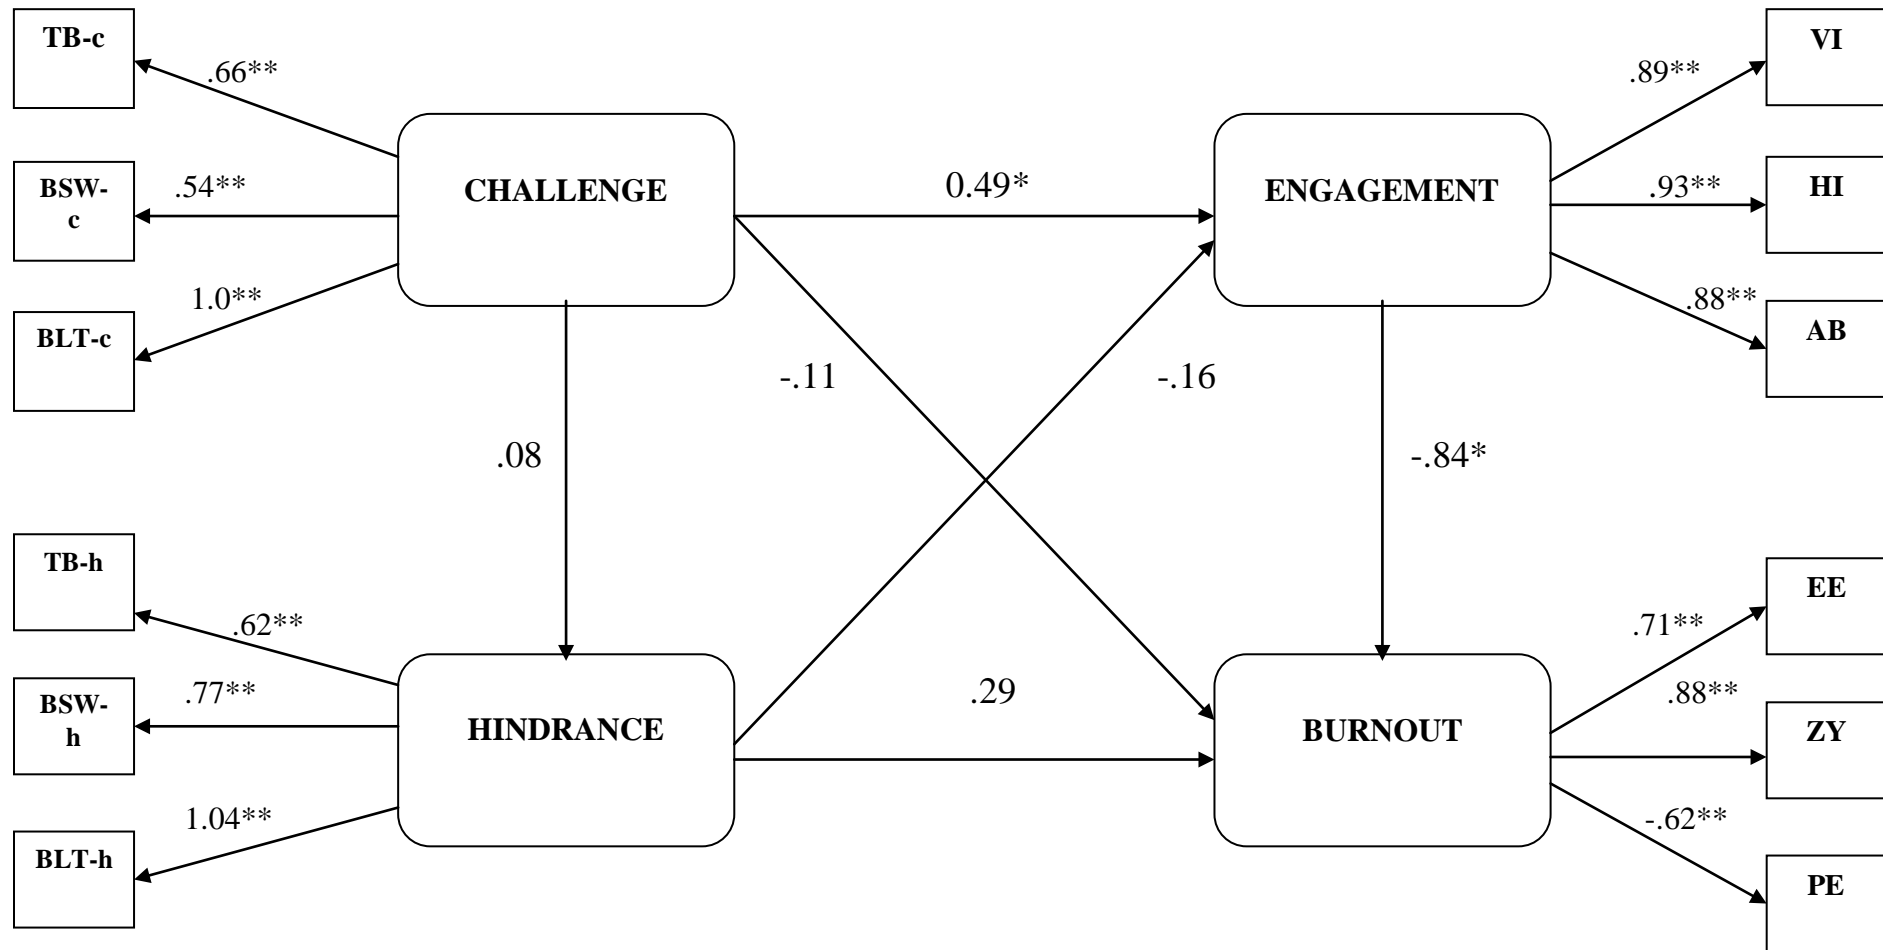 TB-c
.66**
VI
.89**
BSW-
c
.54**
CHALLENGE
0.49*
ENGAGEMENT
.93**
HI
BLT-c
1.0**
.88**
AB
-.11
-.16
.08
-.84*
TB-h
.62**
EE
.71**
BSW-
h
.77**
HINDRANCE
.29
BURNOUT
.88**
ZY
BLT-h
1.04**
-.62**
PE